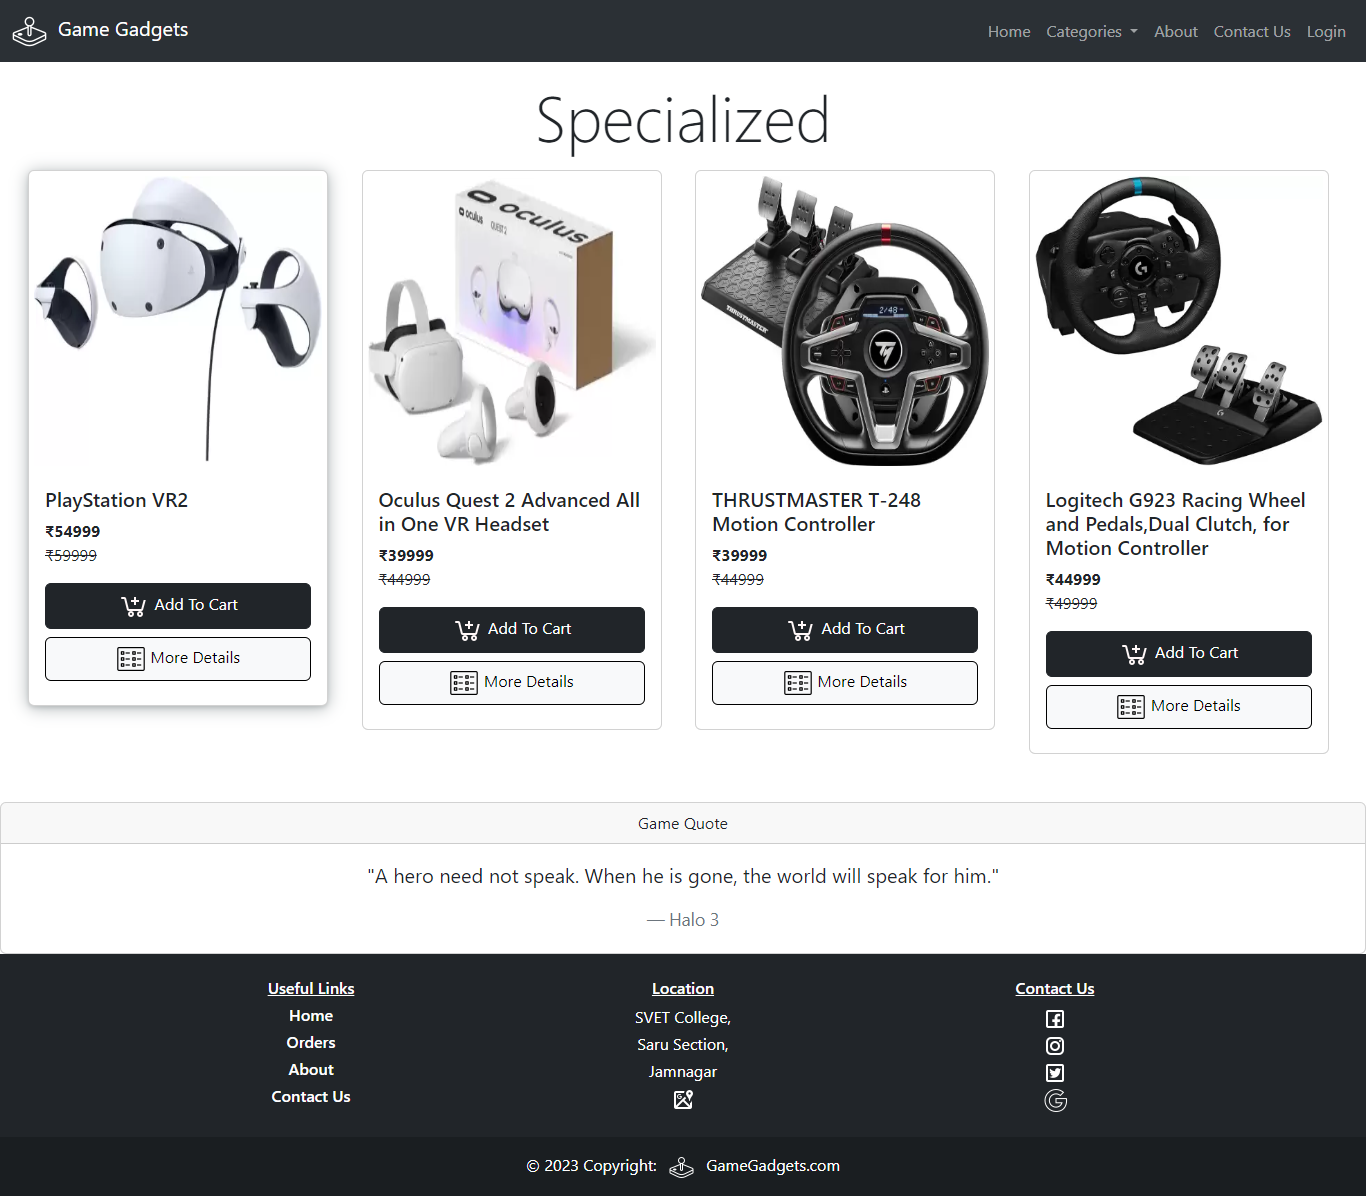 Game Gadgets
Home Categories About Contact Us Login
Specialized
oculus
oculus
QUEST 2
THRUSTMASTER
2/48
PlayStation VR2
₹54999
₹59999
Add To Cart
More Details
Oculus Quest 2 Advanced All
in One VR Headset
₹39999
₹44999
Add To Cart
More Details
THRUSTMASTER T-248
Motion Controller
₹39999
₹44999
Add To Cart
More Details
Logitech G923 Racing Wheel
and Pedals,Dual Clutch, for
Motion Controller
₹44999
₹49999
Add To Cart
More Details
Game Quote
"A hero need not speak. When he is gone, the world will speak for him."
— Halo 3
Useful Links
Home
Orders
About
Contact Us
Location
SVET College,
Saru Section,
Jamnagar
Contact Us
© 2023 Copyright: GameGadgets.com